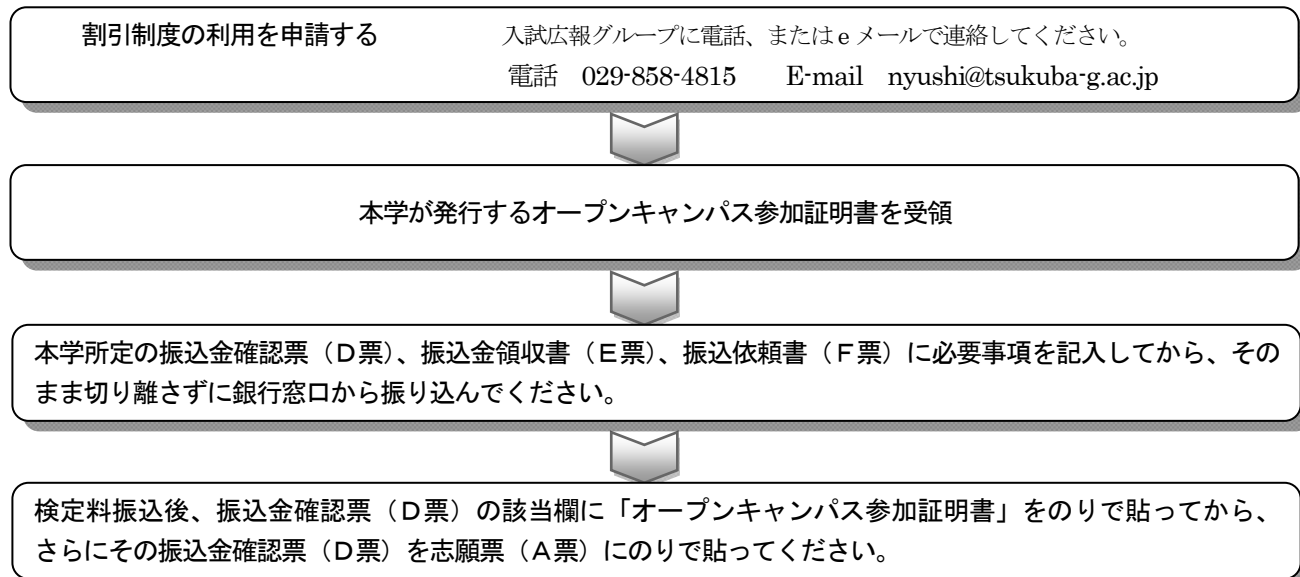 割引制度の利用を申請する 入試広報グループに電話、またはeメールで連絡してください。
電話 029-858-4815 E-mail nyushi@tsukuba-g.ac.jp
本学が発行するオープンキャンパス参加証明書を受領
本学所定の振込金確認票（Ｄ票）、振込金領収書（Ｅ票）、振込依頼書（Ｆ票）に必要事項を記入してから、その
まま切り離さずに銀行窓口から振り込んでください。
検定料振込後、振込金確認票（Ｄ票）の該当欄に「オープンキャンパス参加証明書」をのりで貼ってから、
さらにその振込金確認票（Ｄ票）を志願票（Ａ票）にのりで貼ってください。